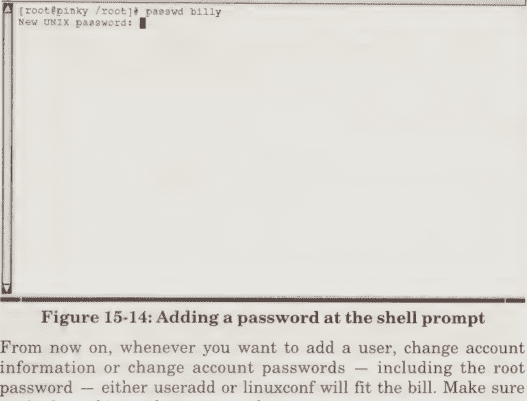 [root@pinky /root]# passwd billy
New UNIX password:
Figure 15-14: Adding a password at the shell prompt
From now on, whenever you want to add a user, change account
information or change account passwords — including the root
password — either useradd or linuxconf will fit the bill. Make sure